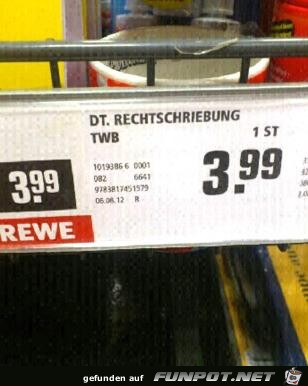 DT. RECHTSCHRIEBUNG
TWB
1 ST
1019386 6 0001
082 6641
9783817451579
06.06.12 R
3.99
3.99
REWE
gefunden auf FUNPOT.NET